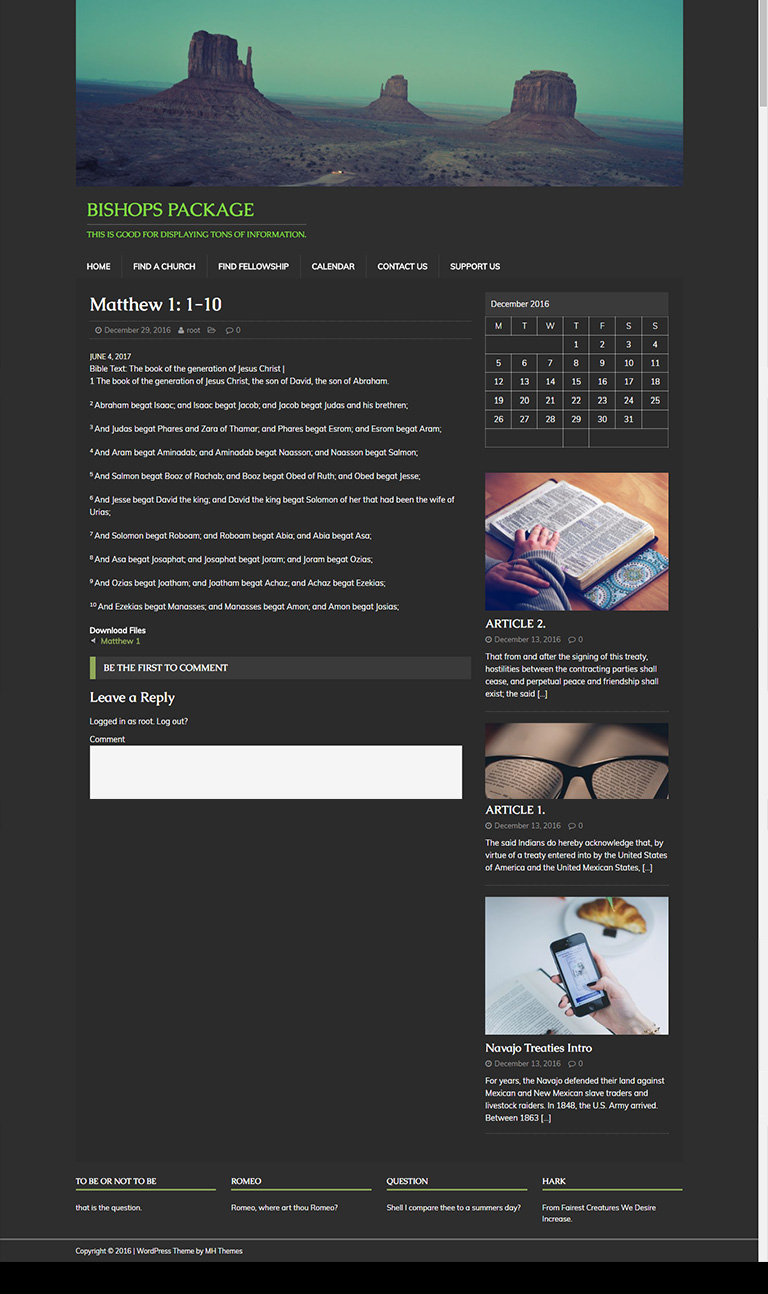 BISHOPS PACKAGE
THIS IS GOOD FOR DISPLAYING TONS OF INFORMATION.
HOME FIND A CHURCH FIND FELLOWSHIP CALENDAR CONTACT US SUPPORT US
Matthew 1: 1-10
December 29, 2016 root 0
JUNE 4, 2017
Bible Text: The book of the generation of Jesus Christ |
1 The book of the generation of Jesus Christ, the son of David, the son of Abraham.
2 Abraham begat Isaac; and Isaac begat Jacob; and Jacob begat Judas and his brethren;
3 And Judas begat Phares and Zara of Thamar; and Phares begat Esrom; and Esrom begat Aram;
4 And Aram begat Aminadab; and Aminadab begat Naasson; and Naasson begat Salmon;
5 And Salmon begat Booz of Rachab; and Booz begat Obed of Ruth; and Obed begat Jesse;
6 And Jesse begat David the king; and David the king begat Solomon of her that had been the wife of
Urias;
7 And Solomon begat Roboam; and Roboam begat Abia; and Abia begat Asa;
8 And Asa begat Josaphat; and Josaphat begat Joram; and Joram begat Ozias;
9 And Ozias begat Joatham; and Joatham begat Achaz; and Achaz begat Ezekias;
10 And Ezekias begat Manasses; and Manasses begat Amon; and Amon begat Josias;
Download Files
Matthew 1
BE THE FIRST TO COMMENT
Leave a Reply
Logged in as root. Log out?
Comment
December 2016
M T W T F S S
1 2 3 4
5 6 7 8 9 10 11
12 13 14 15 16 17 18
19 20 21 22 23 24 25
26 27 28 29 30 31
ARTICLE 2.
December 13, 2016 0
That from and after the signing of this treaty,
hostilities between the contracting parties shall
cease, and perpetual peace and friendship shall
exist; the said [...]
ARTICLE 1.
December 13, 2016 0
The said Indians do hereby acknowledge that, by
virtue of a treaty entered into by the United States
of America and the United Mexican States, [...]
Navajo Treaties Intro
December 13, 2016 0
For years, the Navajo defended their land against
Mexican and New Mexican slave traders and
livestock raiders. In 1848, the U.S. Army arrived.
Between 1863 [...]
TO BE OR NOT TO BE
that is the question.
ROMEO
Romeo, where art thou Romeo?
QUESTION
Shell I compare thee to a summers day?
HARK
From Fairest Creatures We Desire
Increase.
Copyright © 2016 | WordPress Theme by MH Themes